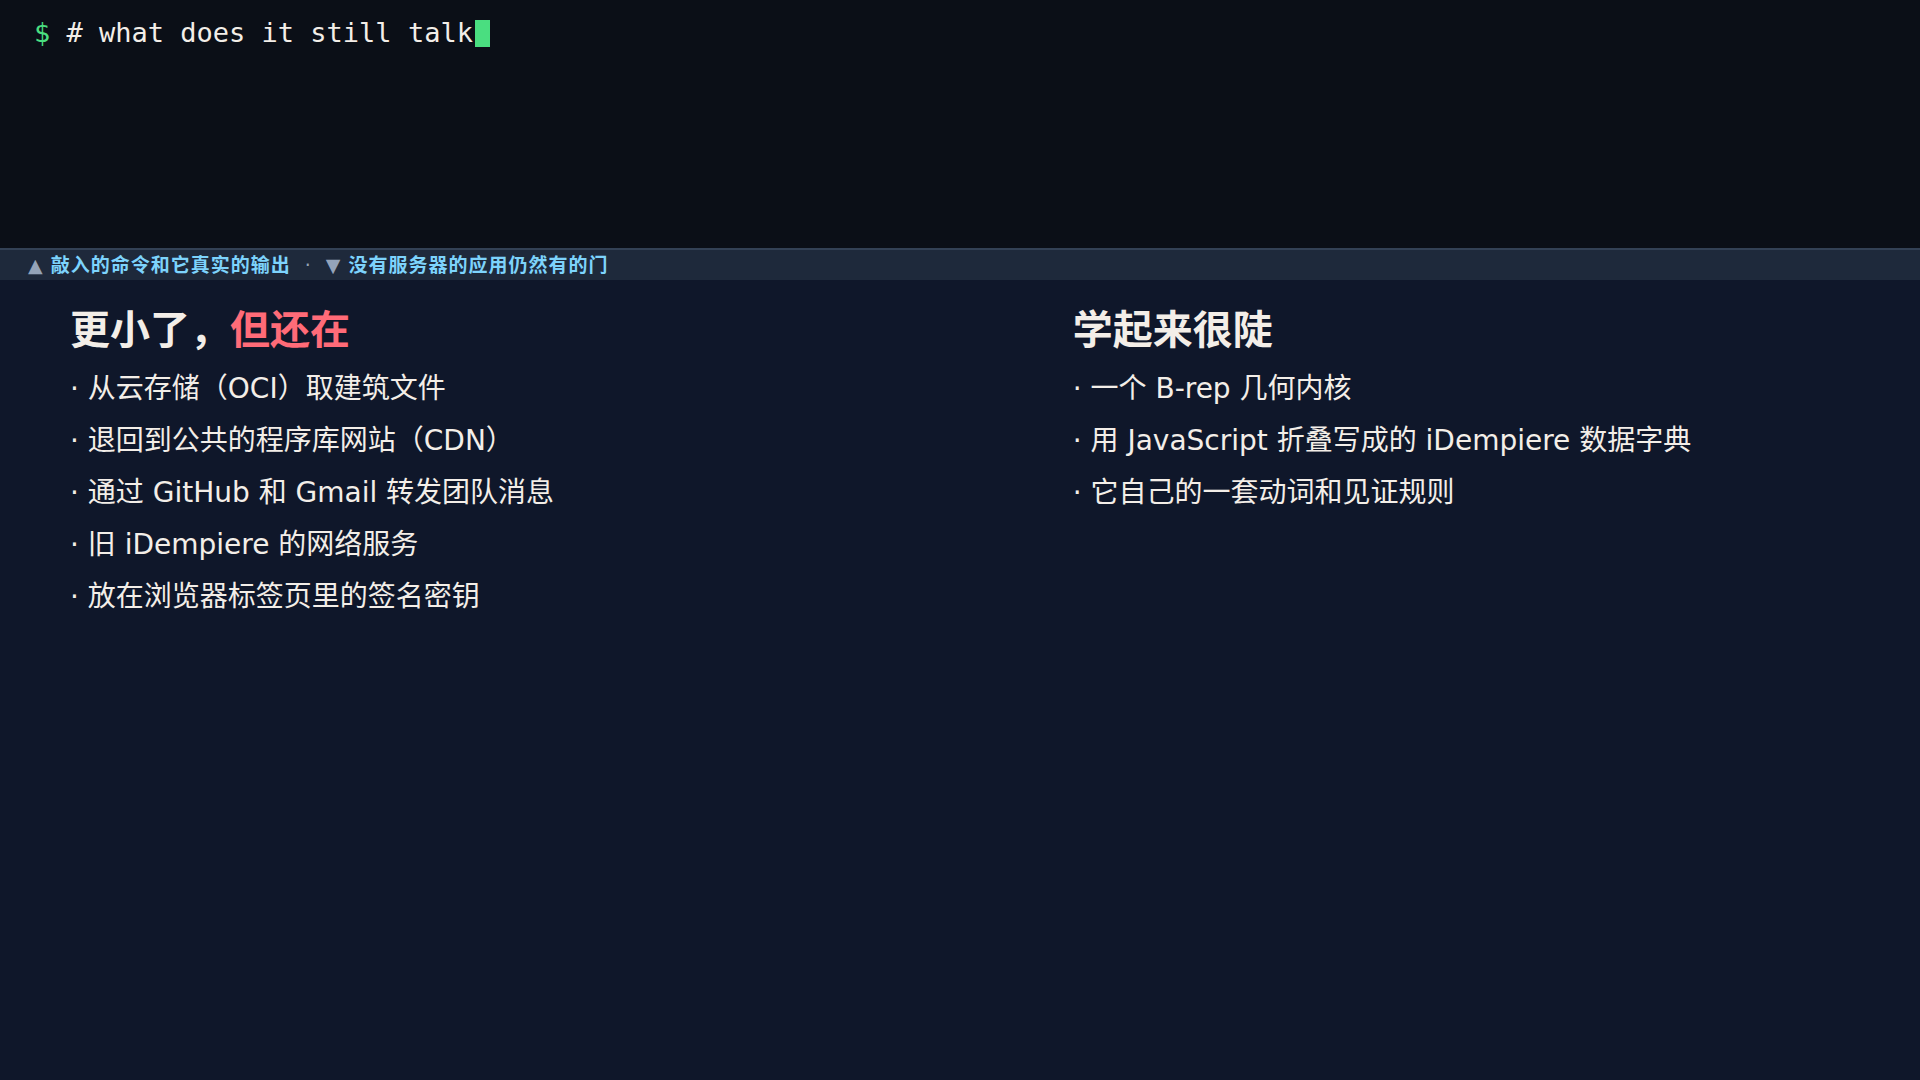 $ # what does it still talk
▲ 敲入的命令和它真实的输出 · ▼ 没有服务器的应用仍然有的门
更小了，但还在
· 从云存储（OCI）取建筑文件
· 退回到公共的程序库网站（CDN）
· 通过 GitHub 和 Gmail 转发团队消息
· 旧 iDempiere 的网络服务
· 放在浏览器标签页里的签名密钥
学起来很陡
· 一个 B-rep 几何内核
· 用 JavaScript 折叠写成的 iDempiere 数据字典
· 它自己的一套动词和见证规则